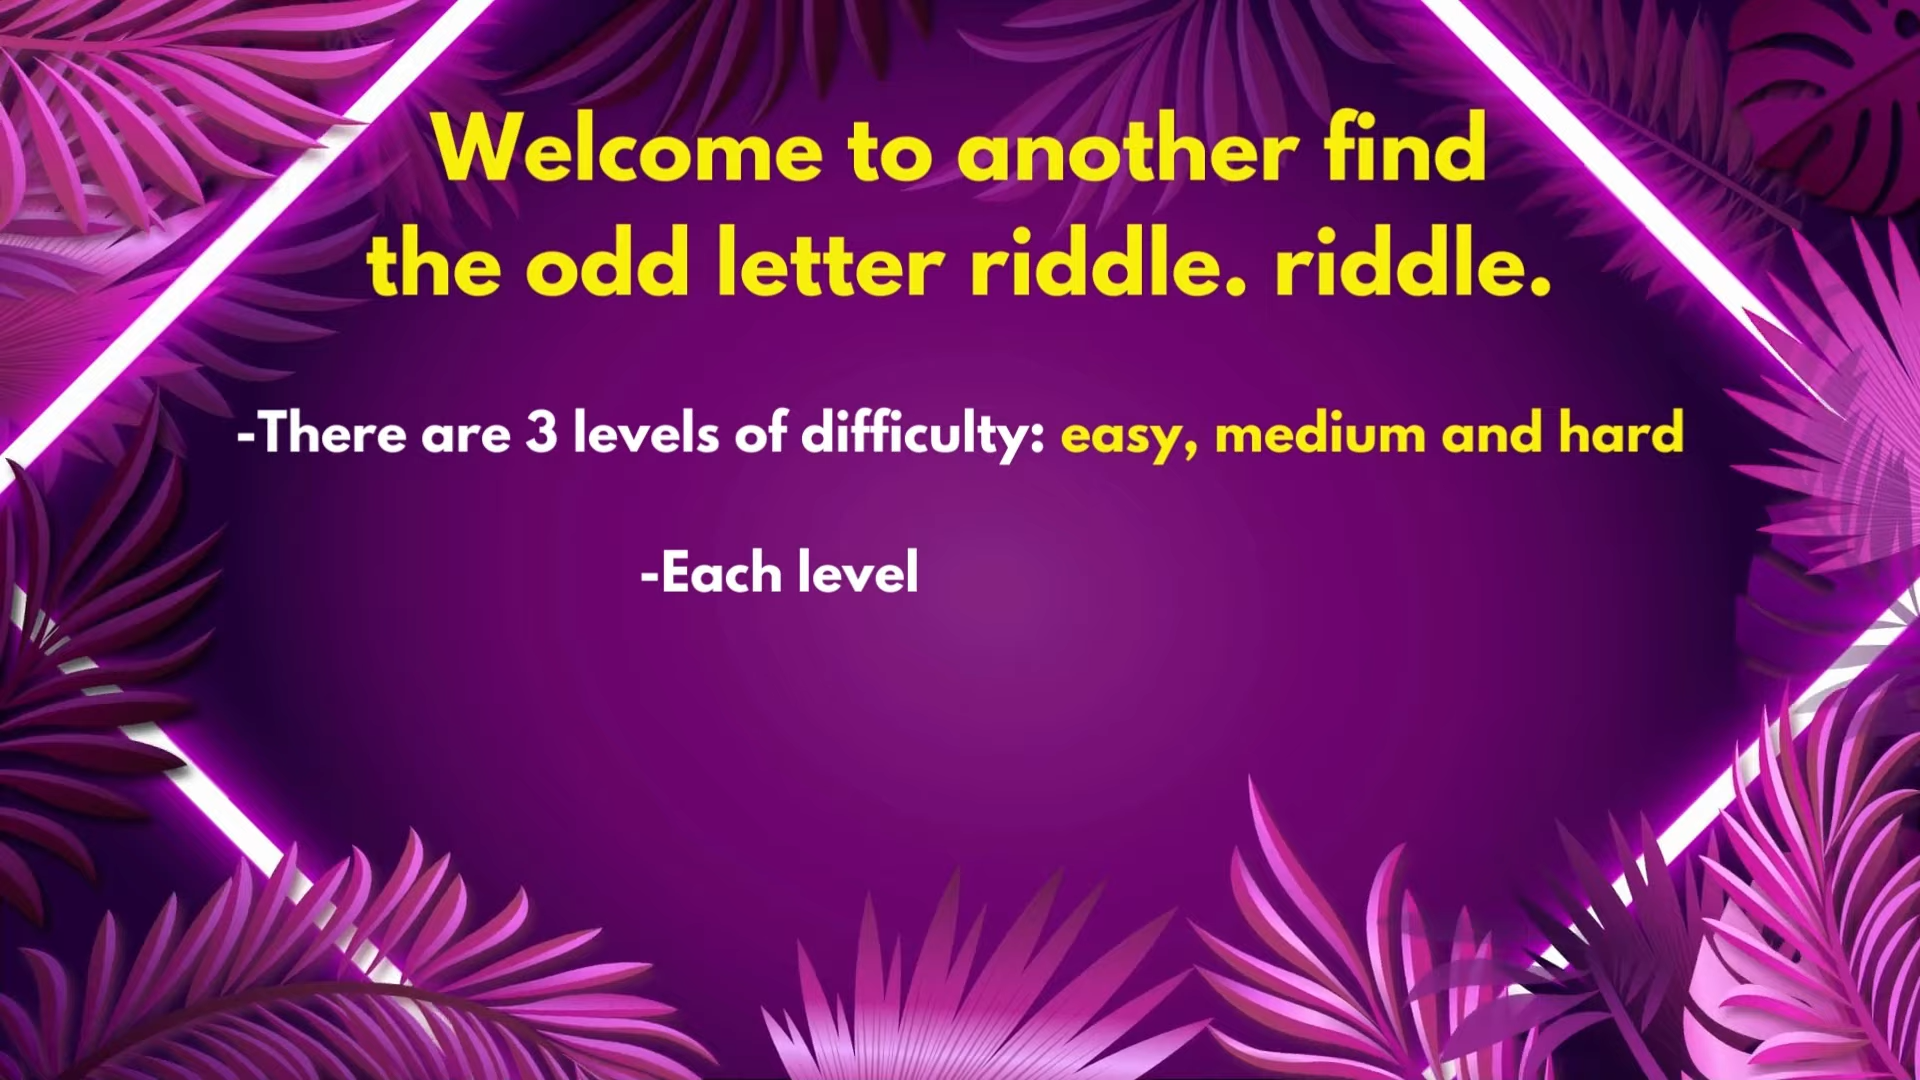 Welcome to another find
the odd letter riddle. riddle.
-There are 3 levels of difficulty: easy, medium and hard
-Each level